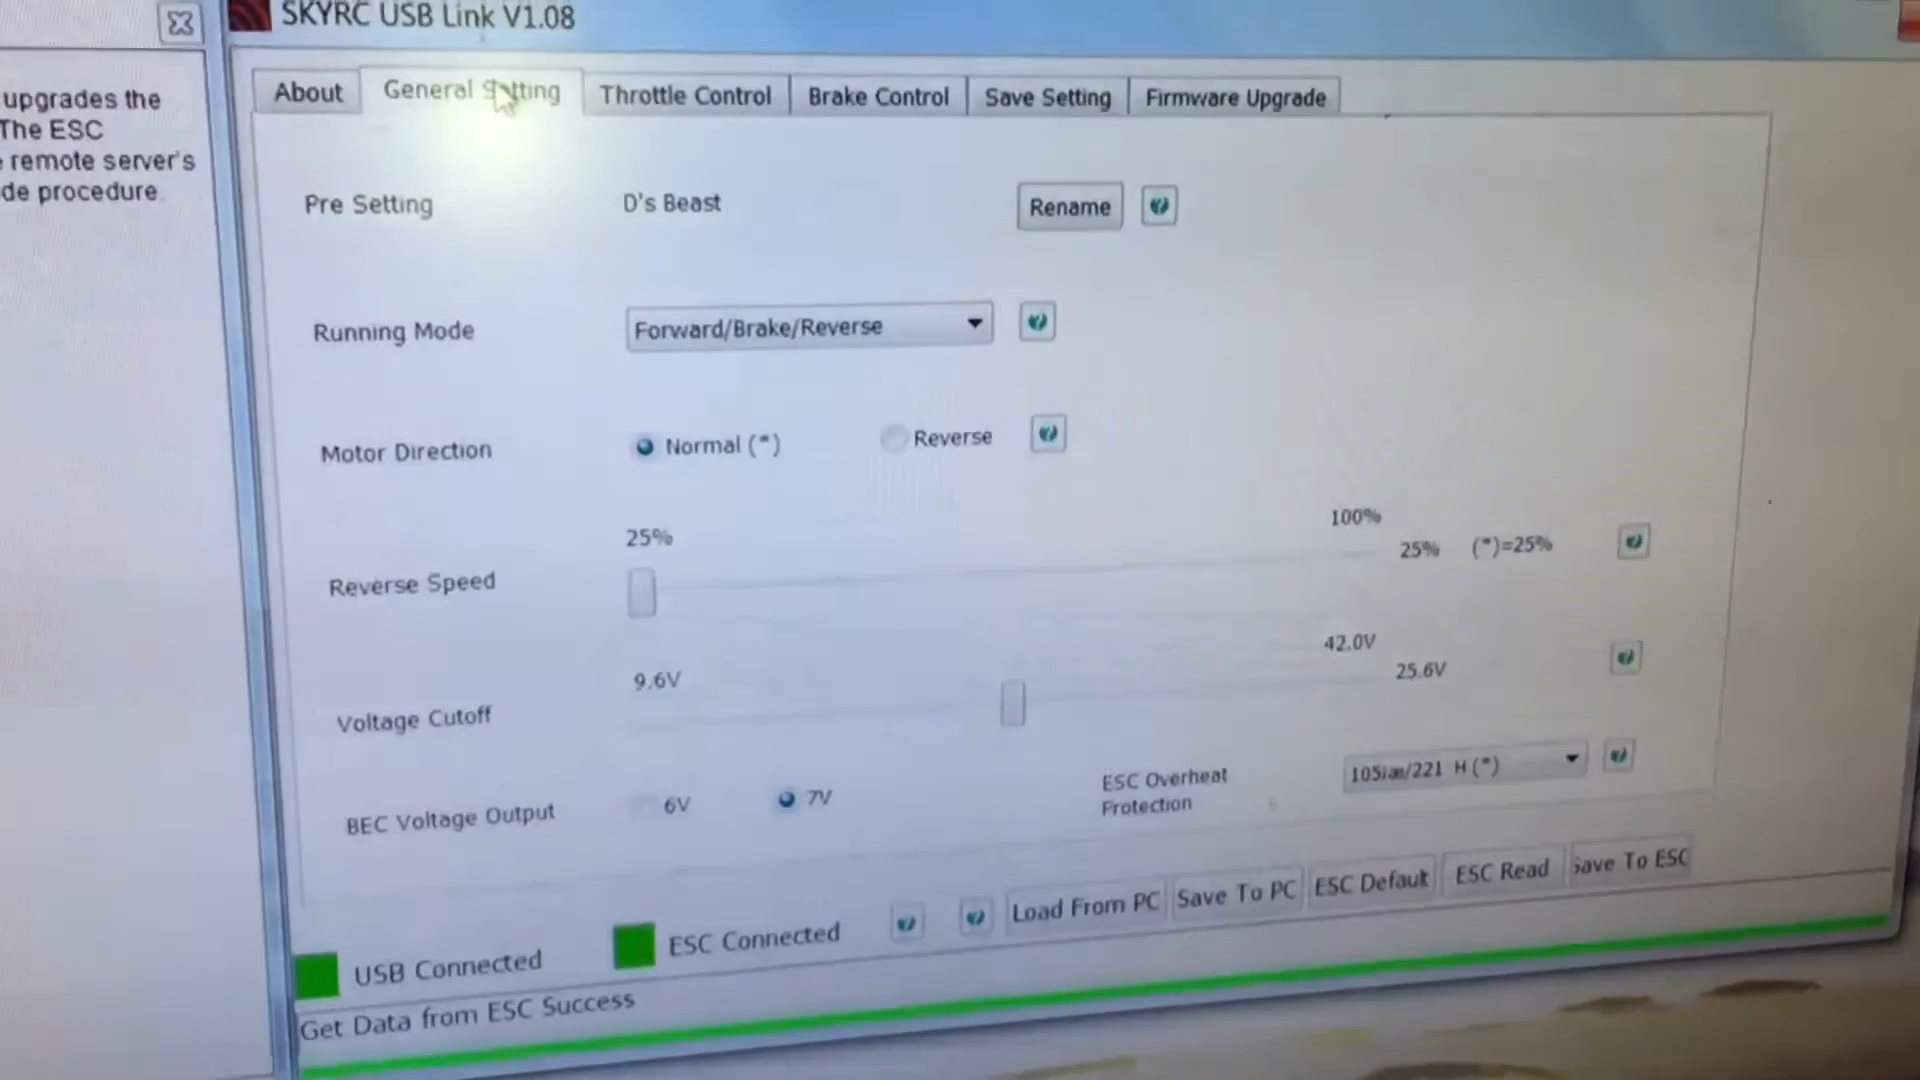 SKYRC USB Link V1.08
upgrades the
The ESC
remote server's
de procedure.
About General Setting Throttle Control Brake Control Save Setting Firmware Upgrade
Pre Setting D's Beast Rename
Running Mode Forward/Brake/Reverse
Motor Direction Normal (*) Reverse
25% 100%
Reverse Speed 25% (*)=25%
9.6V 42.0V
Voltage Cutoff 25.6V
BEC Voltage Output 6V 7V
ESC Overheat
Protection
H (*)
USB Connected ESC Connected Load From PC Save To PC ESC Default ESC Read Save To ESC
Get Data from ESC Success